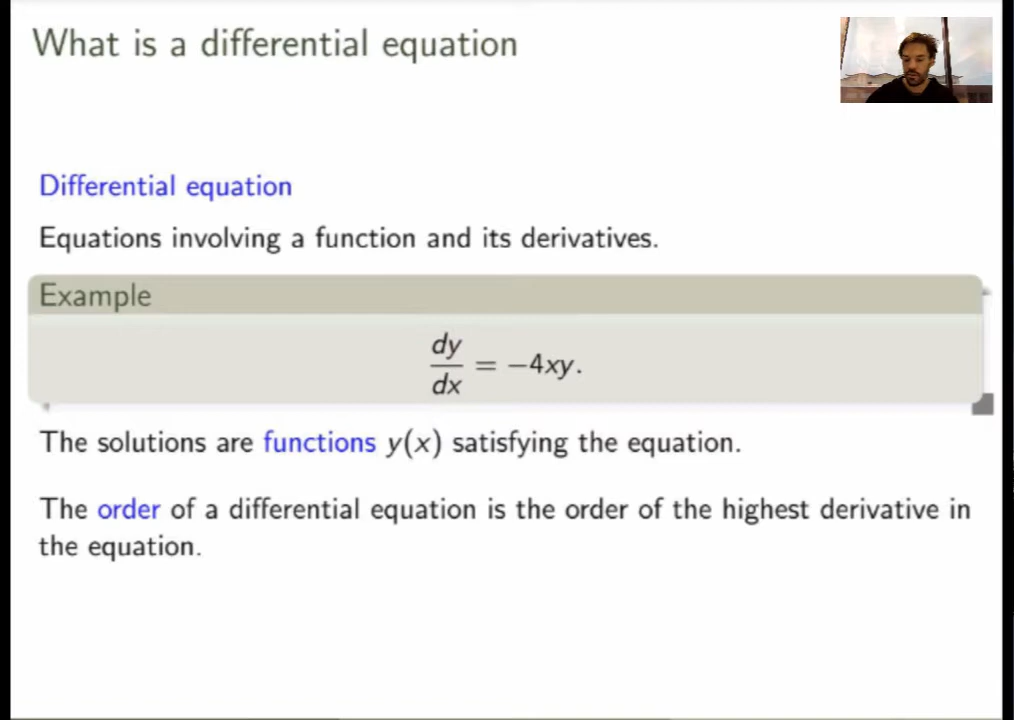 What is a differential equation
Differential equation
Equations involving a function and its derivatives.
Example
dy
dx
= −4xy.
The solutions are functions y(x) satisfying the equation.
The order of a differential equation is the order of the highest derivative in
the equation.